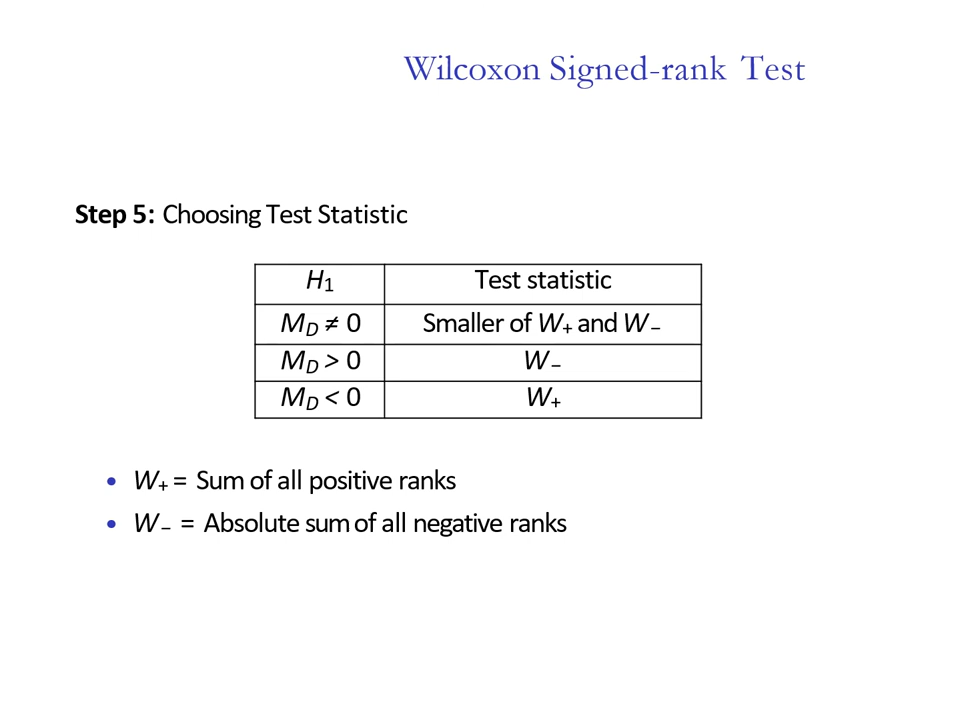 Wilcoxon Signed-rank Test
Step 5: Choosing Test Statistic
H1 Test statistic
MD ≠ 0 Smaller of W+ and W−
MD > 0 W−
MD < 0 W+
• W+ = Sum of all positive ranks
• W− = Absolute sum of all negative ranks